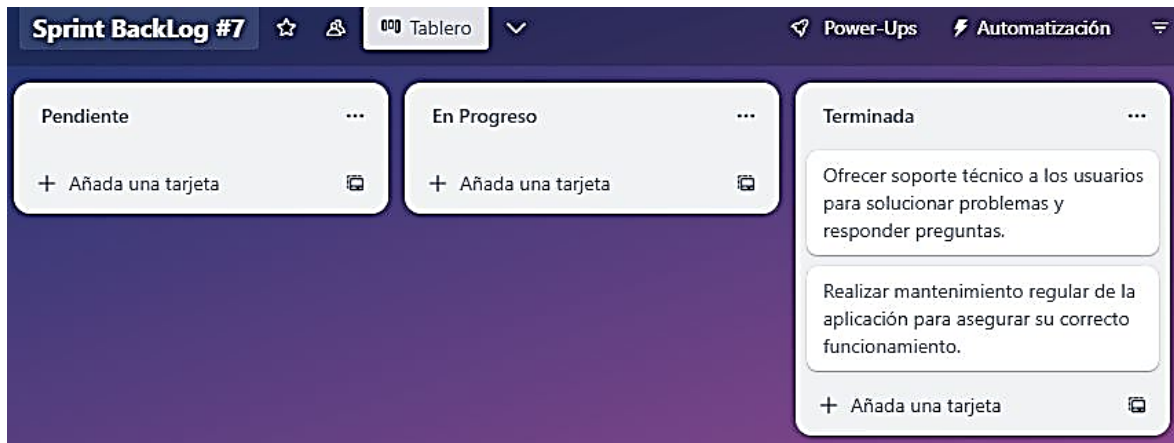 Sprint BackLog #7 Tablero Power-Ups Automatización
Pendiente
+ Añada una tarjeta
En Progreso
+ Añada una tarjeta
Terminada
Ofrecer soporte técnico a los usuarios
para solucionar problemas y
responder preguntas.
Realizar mantenimiento regular de la
aplicación para asegurar su correcto
funcionamiento.
+ Añada una tarjeta